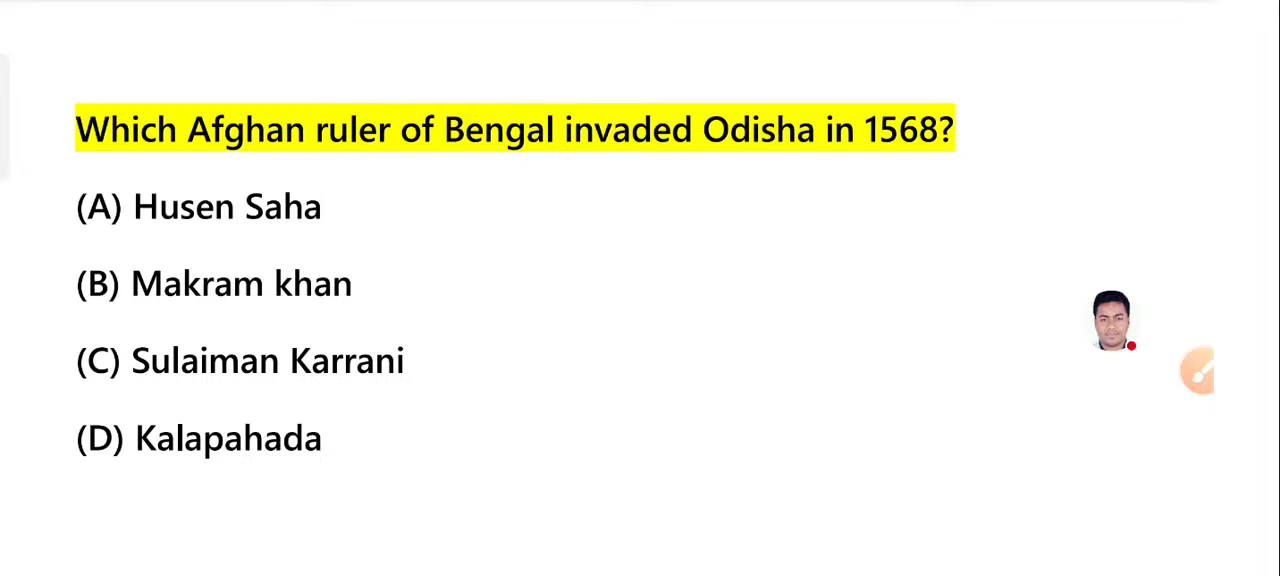 Which Afghan ruler of Bengal invaded Odisha in 1568?
(A) Husen Saha
(B) Makram khan
(C) Sulaiman Karrani
(D) Kalapahada